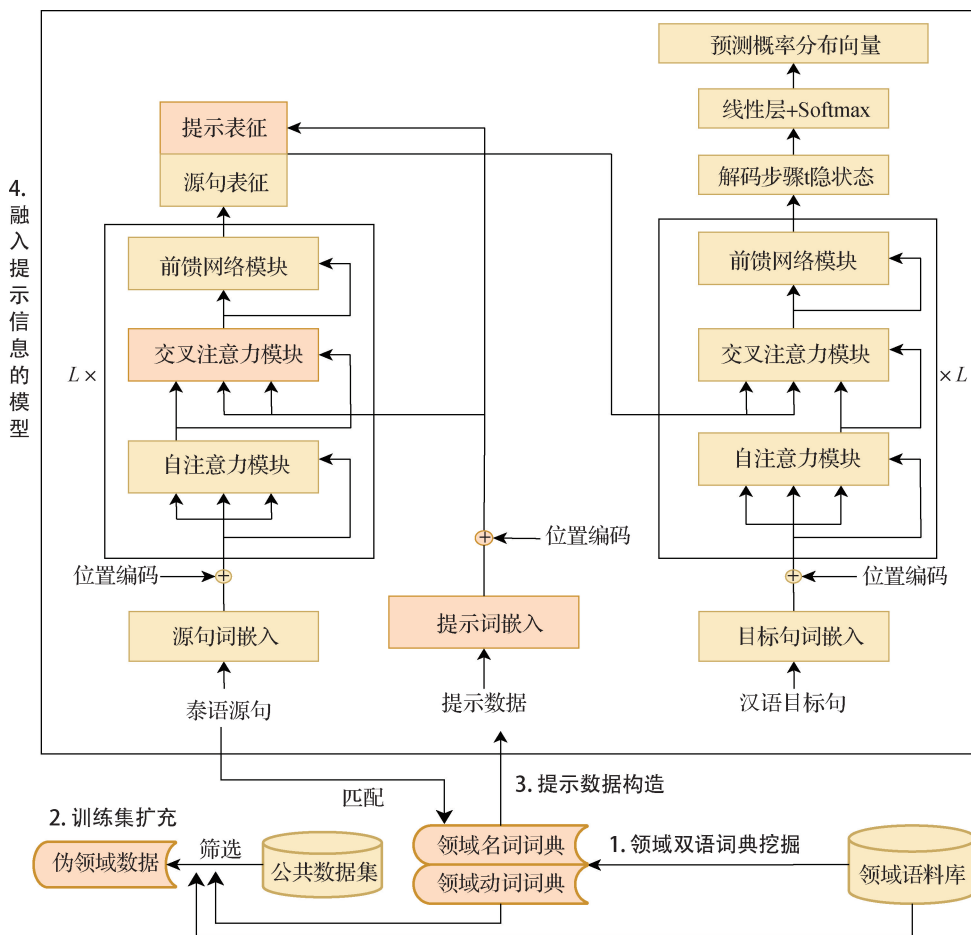 预测概率分布向量
线性层+Softmax
解码步骤t隐状态
提示表征
源句表征
4.融入提示信息的模型
前馈网络模块
交叉注意力模块
L ×
自注意力模块
位置编码
源句词嵌入
泰语源句
位置编码
提示词嵌入
提示数据
前馈网络模块
交叉注意力模块
× L
自注意力模块
位置编码
目标句词嵌入
汉语目标句
匹配
3. 提示数据构造
2. 训练集扩充
伪领域数据
筛选
公共数据集
领域名词词典
领域动词词典
1. 领域双语词典挖掘
领域语料库